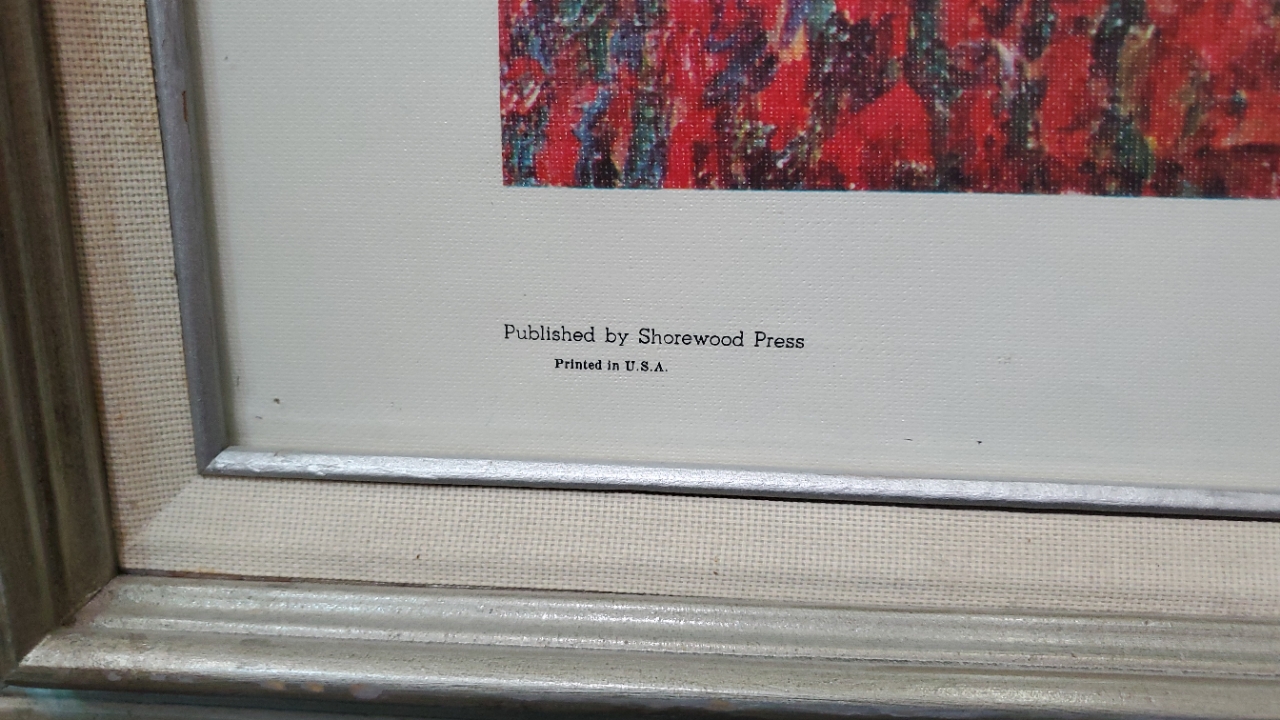 Published by Shorewood Press
Printed in U.S.A.